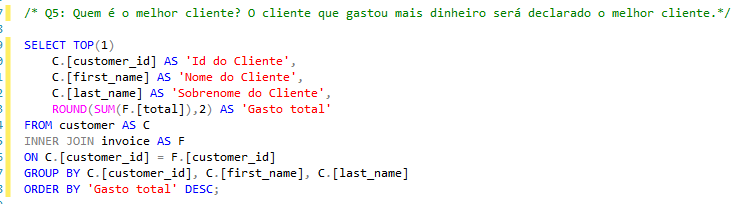 /* Q5: Quem é o melhor cliente? O cliente que gastou mais dinheiro será declarado o melhor cliente.*/
SELECT TOP(1)
C.[customer_id] AS 'Id do Cliente',
C.[first_name] AS 'Nome do Cliente',
C.[last_name] AS 'Sobrenome do Cliente',
ROUND(SUM(F.[total]),2) AS 'Gasto total'
FROM customer AS C
INNER JOIN invoice AS F
ON C.[customer_id] = F.[customer_id]
GROUP BY C.[customer_id], C.[first_name], C.[last_name]
ORDER BY 'Gasto total' DESC;